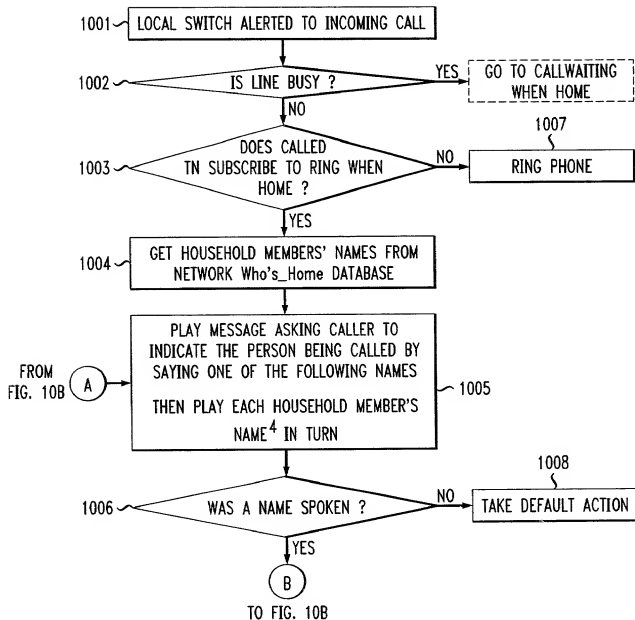 1001
LOCAL SWITCH ALERTED TO INCOMING CALL
1002
IS LINE BUSY ?
YES
GO TO CALLWAITING
WHEN HOME
NO
1003
DOES CALLED
TN SUBSCRIBE TO RING WHEN
HOME ?
NO
1007
RING PHONE
YES
1004
GET HOUSEHOLD MEMBERS' NAMES FROM
NETWORK Who's_Home DATABASE
FROM
FIG. 10B
A
PLAY MESSAGE ASKING CALLER TO
INDICATE THE PERSON BEING CALLED BY
SAYING ONE OF THE FOLLOWING NAMES
THEN PLAY EACH HOUSEHOLD MEMBER'S
NAME⁴ IN TURN
1005
1006
WAS A NAME SPOKEN ?
NO
1008
TAKE DEFAULT ACTION
YES
B
TO FIG. 10B